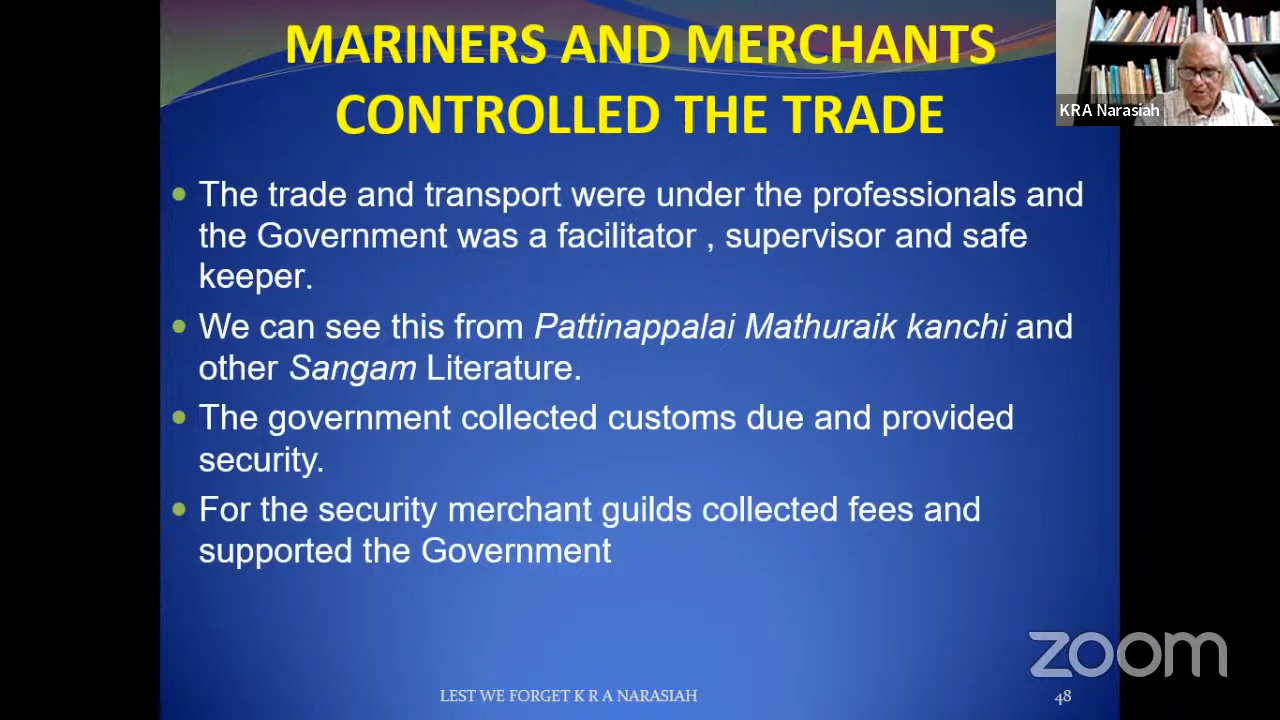 MARINERS AND MERCHANTS
CONTROLLED THE TRADE
KRA Narasiah
The trade and transport were under the professionals and
the Government was a facilitator , supervisor and safe
keeper.
We can see this from Pattinappalai Mathuraik kanchi and
other Sangam Literature.
The government collected customs due and provided
security.
For the security merchant guilds collected fees and
supported the Government
zoom
LEST WE FORGET K R A NARASIAH
48